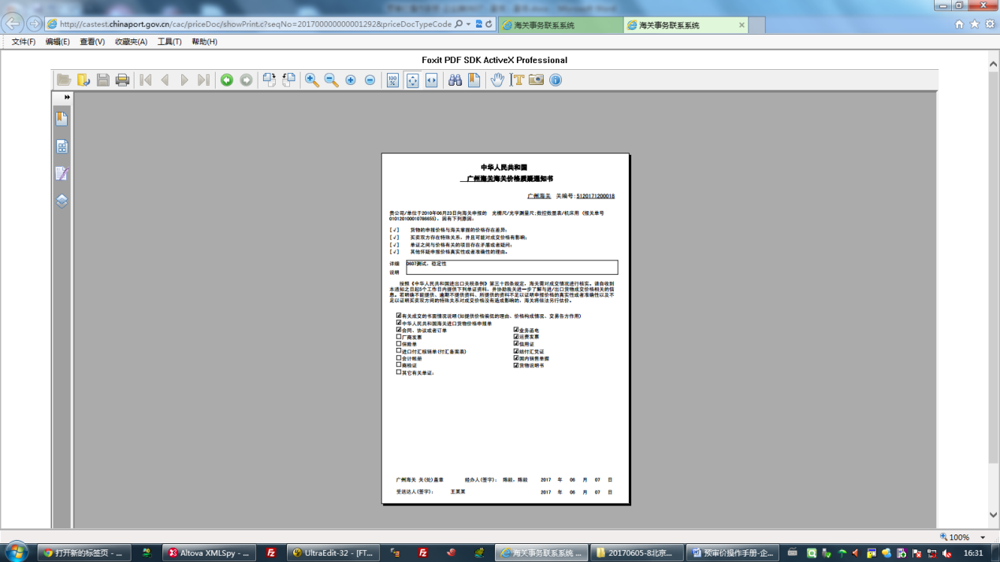 http://castest.chinaport.gov.cn/cac/priceDoc/showPrint.c?seqNo=201700000000001292&priceDocTypeCode
海关事务联系系统
海关事务联系系统
文件(F) 编辑(E) 查看(V) 收藏夹(A) 工具(T) 帮助(H)
Foxit PDF SDK ActiveX Professional
中华人民共和国
广州海关海关价格质疑通知书
广州海关 关编号:5120171200018
贵公司/单位于2010年06月23日向海关申报的 光栅尺/光学测量尺;数控数显表/机床用 (报关单号
010120100010786655), 因有下列原因:
[√] 货物的申报价格与海关掌握的价格存在差异;
[√] 买卖双方存在特殊关系, 并且可能对成交价格有影响;
[√] 单证之间与价格有关的项目存在矛盾或者疑问;
[√] 其他怀疑申报价格真实性或者准确性的理由。
详细 0607测试, 稳定性
说明
按照《中华人民共和国进出口关税条例》第三十四条规定, 海关需对成交情况进行核实。请自收到
本通知之日起5个工作日内提供下列单证资料, 并协助我关进一步了解与进/出口货物成交价格相关的信
息。若明确不能提供、逾期不提供资料、所提供的资料不足以证明申报价格的真实性或者准确性以及不
足以证明买卖双方间的特殊关系对成交价格没有造成影响的, 海关将依法另行估价。
☑有关成交的书面情况说明(如提供价格偏低的理由、价格构成情况、交易各方作用)
☑中华人民共和国海关进口货物价格申报单
☑合同、协议或者订单 ☑业务函电
☐厂商发票 ☑运费发票
☐保险单 ☑信用证
☐进口付汇核销单(付汇备案表) ☑结付汇凭证
☐会计帐册 ☑国内销售单据
☐商检证 ☑货物说明书
☐其它有关单证:
广州海关 关(处)盖章 经办人(签字): 陈毅, 陈毅 2017 年 06 月 07 日
受送达人(签字): 王某某 2017 年 06 月 07 日
100%
打开新的标签页 - ... Altova XMLSpy - ... UltraEdit-32 - [FT... 海关事务联系系统 ... 20170605-8北京... 预审价操作手册-企... 16:31